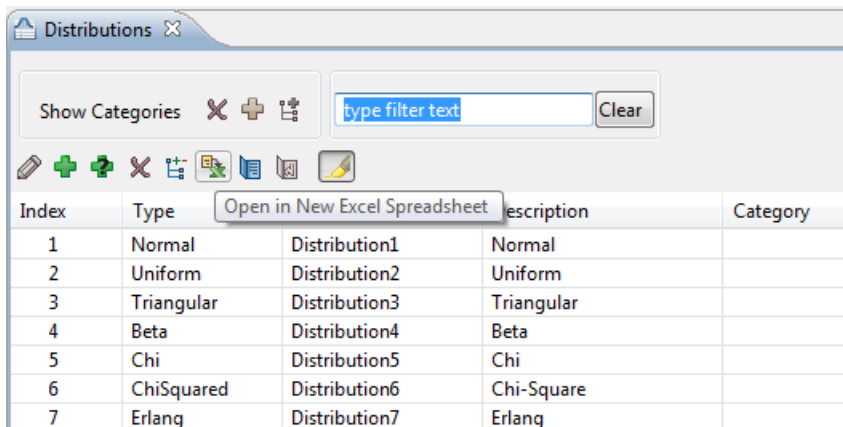 Distributions
Show Categories type filter text Clear
Open in New Excel Spreadsheet
Index Type escription Category
1 Normal Distribution1 Normal
2 Uniform Distribution2 Uniform
3 Triangular Distribution3 Triangular
4 Beta Distribution4 Beta
5 Chi Distribution5 Chi
6 ChiSquared Distribution6 Chi-Square
7 Erlang Distribution7 Erlang